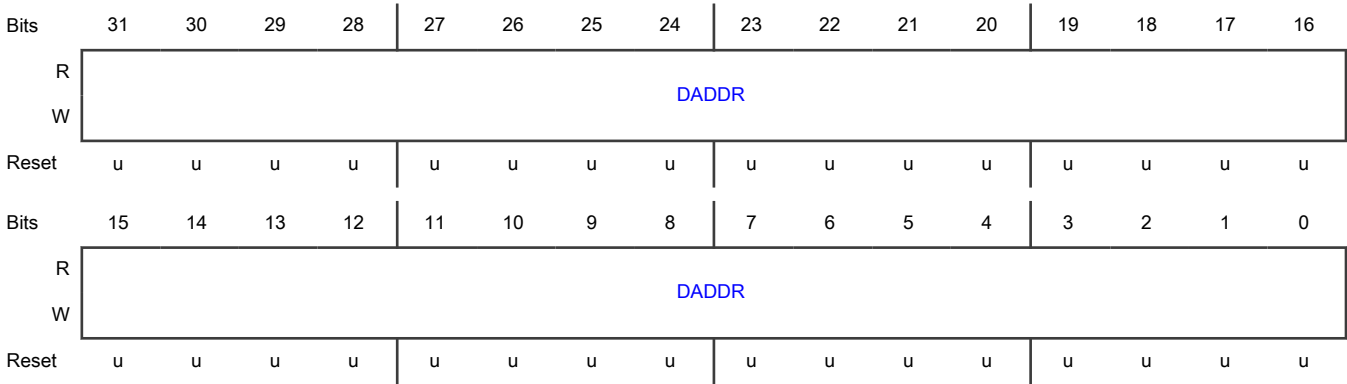 Bits 31 30 29 28 27 26 25 24 23 22 21 20 19 18 17 16
R
DADDR
W
Reset u u u u u u u u u u u u u u u u
Bits 15 14 13 12 11 10 9 8 7 6 5 4 3 2 1 0
R
DADDR
W
Reset u u u u u u u u u u u u u u u u